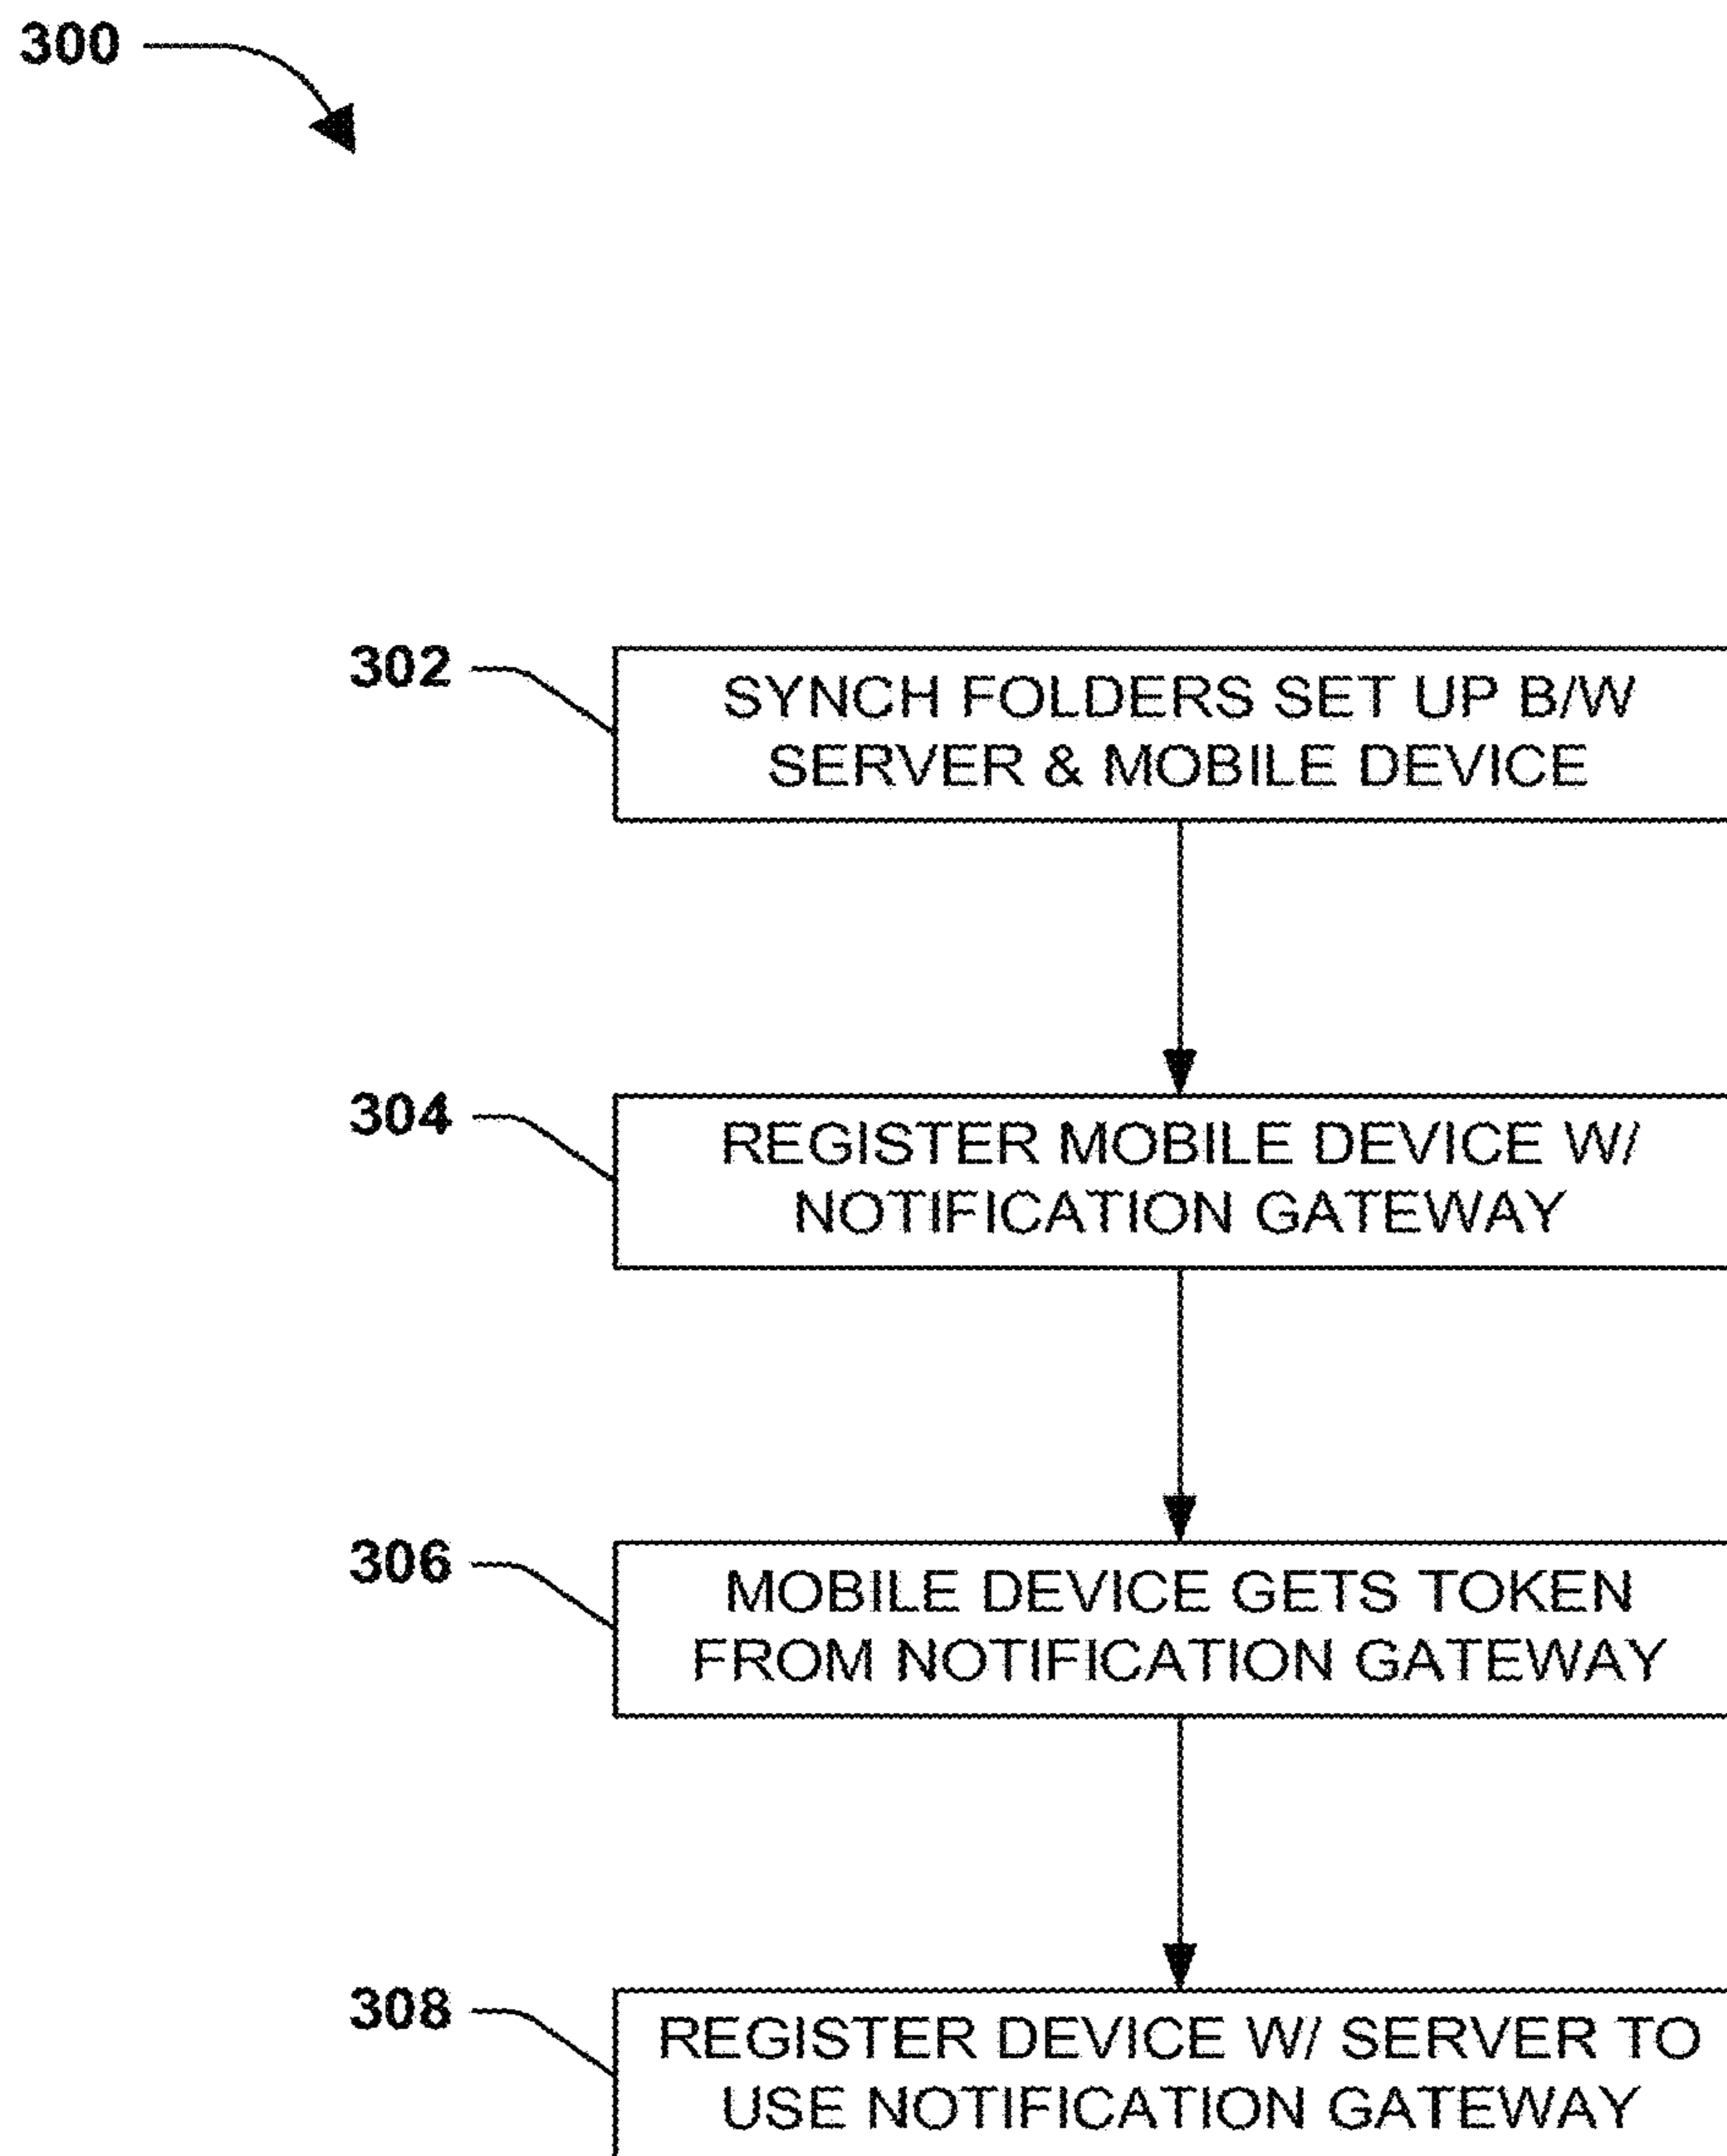 300
302
SYNCH FOLDERS SET UP B/W
SERVER & MOBILE DEVICE
304
REGISTER MOBILE DEVICE W/
NOTIFICATION GATEWAY
306
MOBILE DEVICE GETS TOKEN
FROM NOTIFICATION GATEWAY
308
REGISTER DEVICE W/ SERVER TO
USE NOTIFICATION GATEWAY